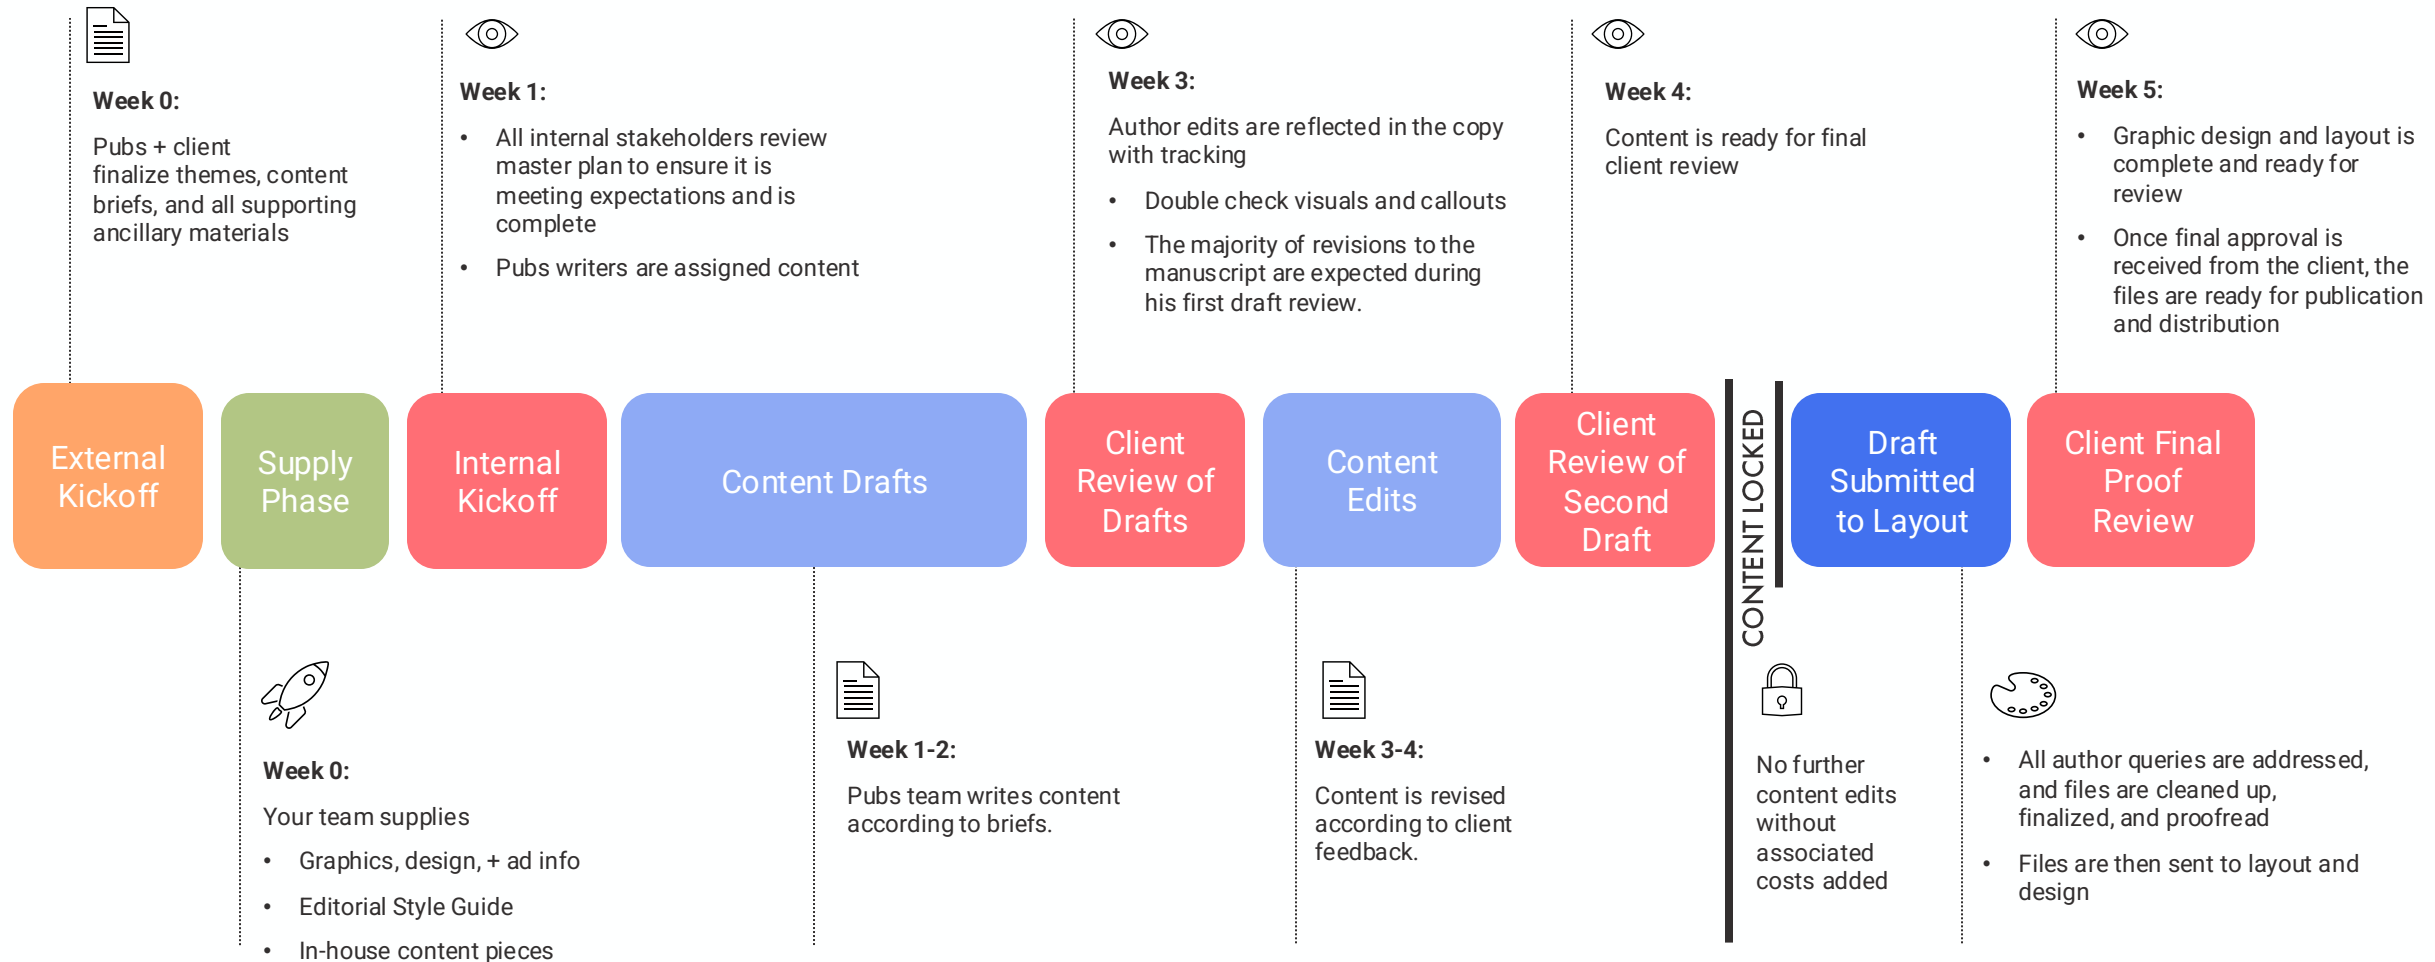 Week 0:
Pubs + client
finalize themes, content
briefs, and all supporting
ancillary materials
Week 1:
• All internal stakeholders review
master plan to ensure it is
meeting expectations and is
complete
• Pubs writers are assigned content
Week 3:
Author edits are reflected in the copy
with tracking
• Double check visuals and callouts
• The majority of revisions to the
manuscript are expected during
his first draft review.
Week 4:
Content is ready for final
client review
Week 5:
• Graphic design and layout is
complete and ready for
review
• Once final approval is
received from the client, the
files are ready for publication
and distribution
External
Kickoff
Supply
Phase
Internal
Kickoff
Content Drafts
Client
Review of
Drafts
Content
Edits
Client
Review of
Second
Draft
CONTENT LOCKED
Draft
Submitted
to Layout
Client Final
Proof
Review
Week 0:
Your team supplies
• Graphics, design, + ad info
• Editorial Style Guide
• In-house content pieces
Week 1-2:
Pubs team writes content
according to briefs.
Week 3-4:
Content is revised
according to client
feedback.
No further
content edits
without
associated
costs added
• All author queries are addressed,
and files are cleaned up,
finalized, and proofread
• Files are then sent to layout and
design